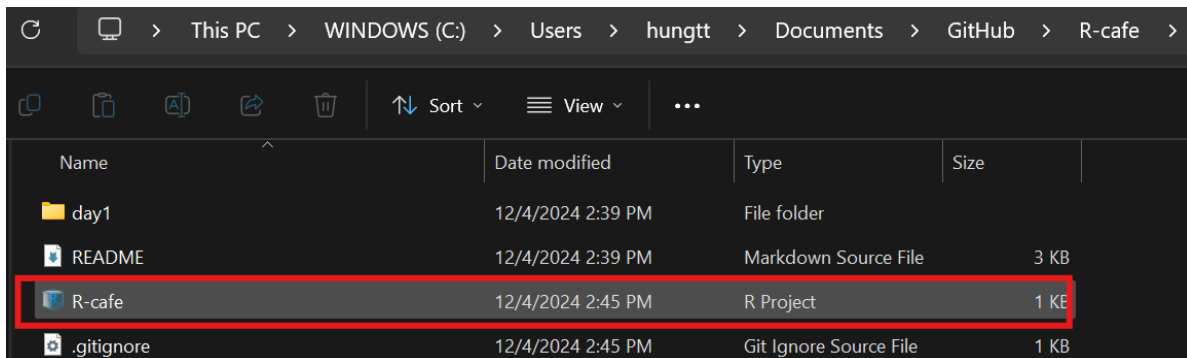 This PC > WINDOWS (C:) > Users > hungtt > Documents > GitHub > R-cafe >
Sort View
Name Date modified Type Size
day1 12/4/2024 2:39 PM File folder
README 12/4/2024 2:39 PM Markdown Source File 3 KB
R-cafe 12/4/2024 2:45 PM R Project 1 KB
.gitignore 12/4/2024 2:45 PM Git Ignore Source File 1 KB